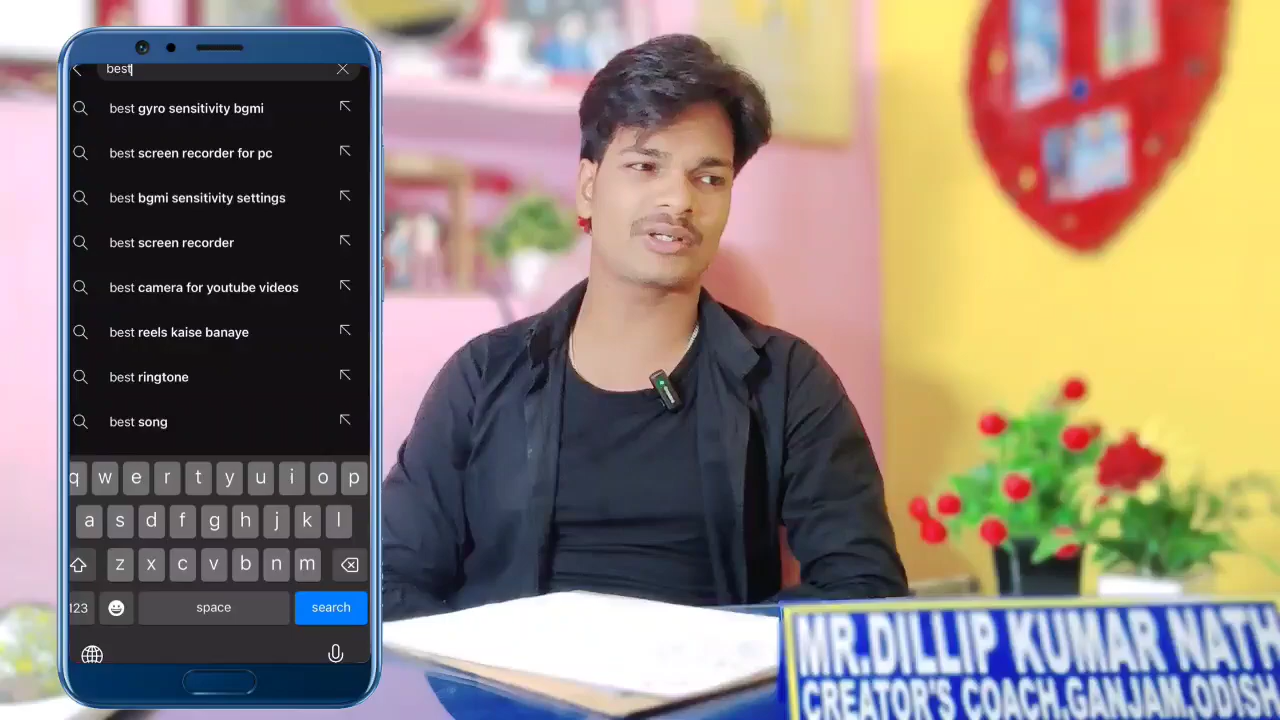 best
best gyro sensitivity bgmi
best screen recorder for pc
best bgmi sensitivity settings
best screen recorder
best camera for youtube videos
best reels kaise banaye
best ringtone
best song
q w e r t y u i o p
a s d f g h j k l
z x c v b n m
123 space search
MR.DILLIP KUMAR NATH
CREATOR'S COACH,GANJAM,ODISH